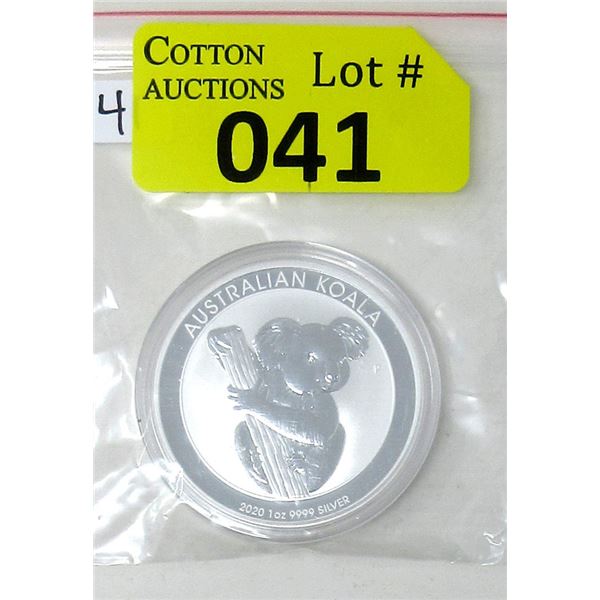 COTTON
AUCTIONS
Lot #
041
4
AUSTRALIAN KOALA
P
2020 1oz 9999 SILVER